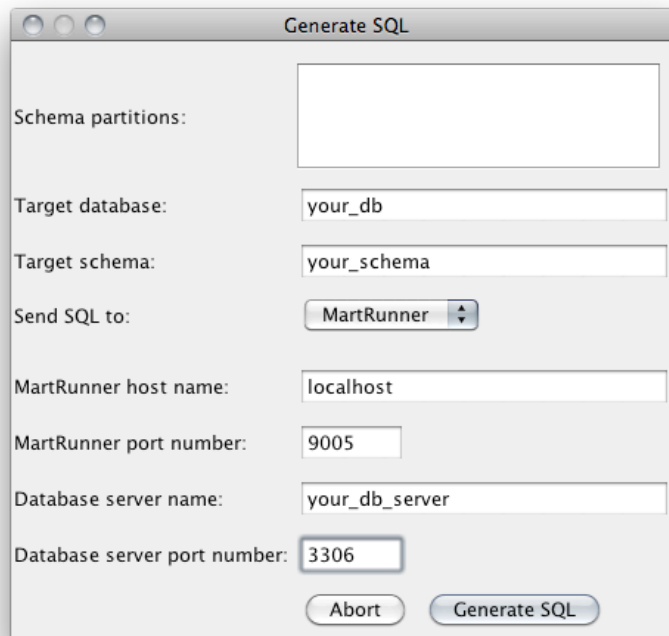 Generate SQL
Schema partitions:
Target database: your_db
Target schema: your_schema
Send SQL to: MartRunner
MartRunner host name: localhost
MartRunner port number: 9005
Database server name: your_db_server
Database server port number: 3306
Abort Generate SQL